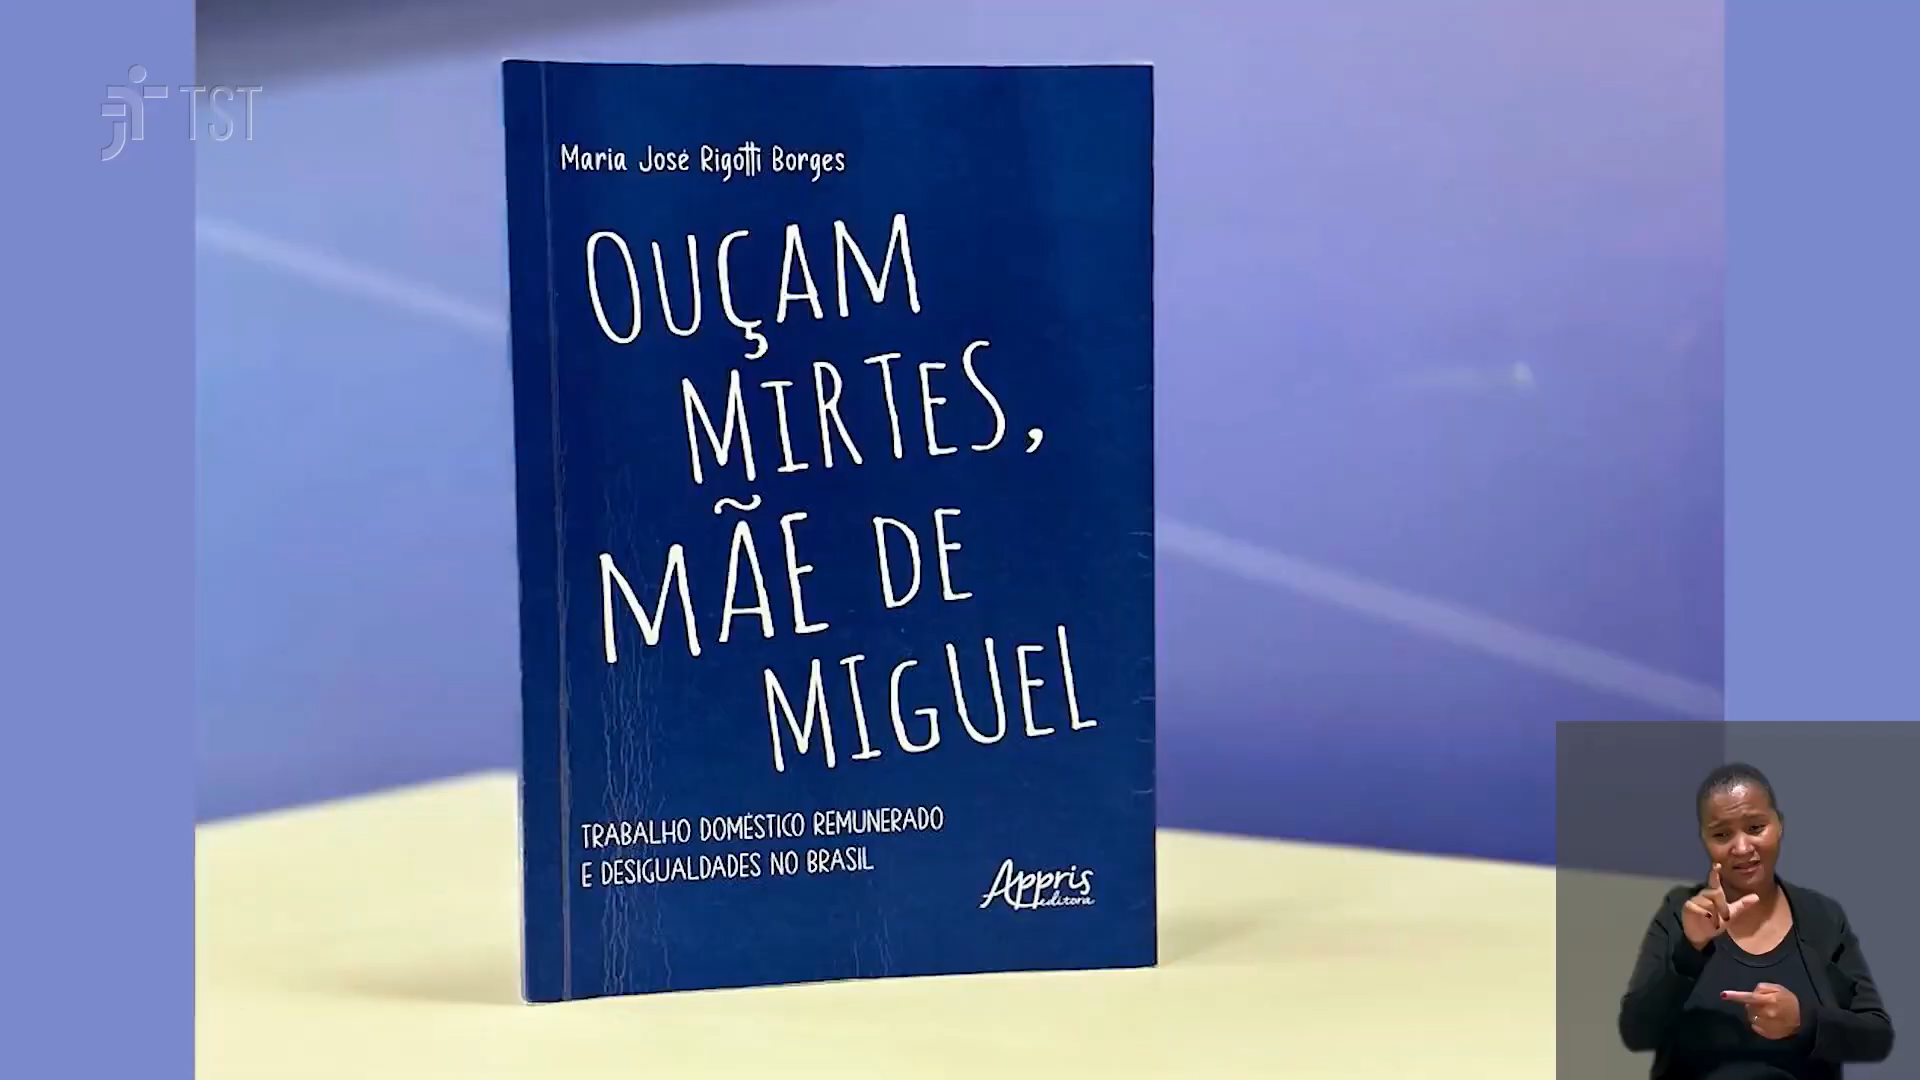 TST
Maria José Rigotti Borges
OUÇAM
MIRTES,
MÃE DE
MIGUEL
TRABALHO DOMÉSTICO REMUNERADO
E DESIGUALDADES NO BRASIL
Appris
editora